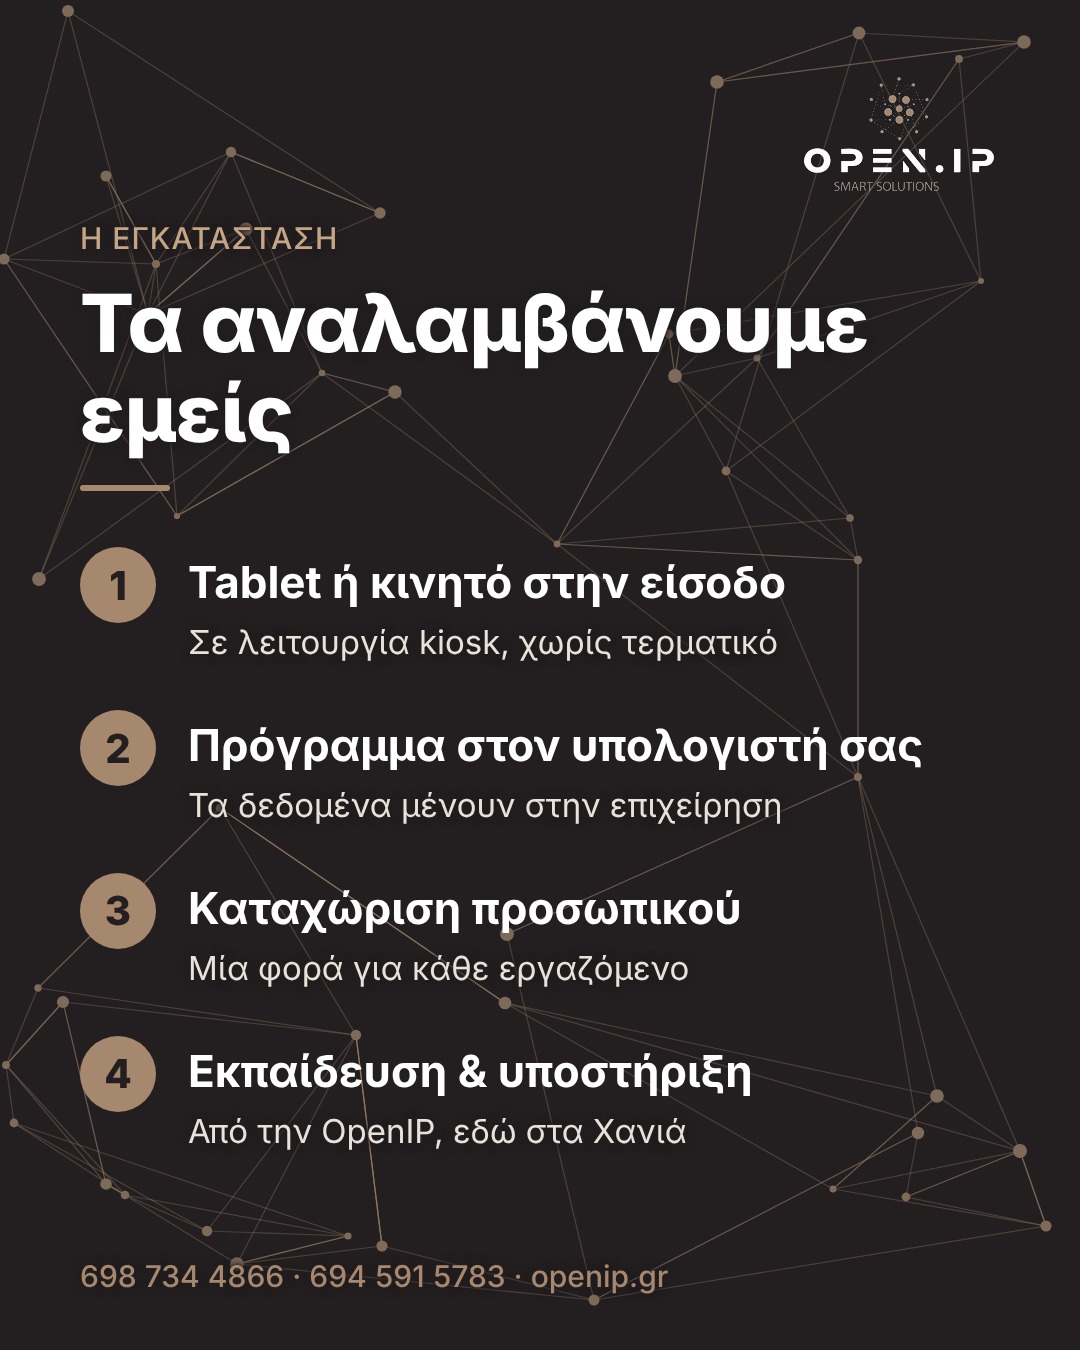 OPEN.IP
SMART SOLUTIONS
Η ΕΓΚΑΤΑΣΤΑΣΗ
Τα αναλαμβάνουμε
εμείς
1
Tablet ή κινητό στην είσοδο
Σε λειτουργία kiosk, χωρίς τερματικό
2
Πρόγραμμα στον υπολογιστή σας
Τα δεδομένα μένουν στην επιχείρηση
3
Καταχώριση προσωπικού
Μία φορά για κάθε εργαζόμενο
4
Εκπαίδευση & υποστήριξη
Από την OpenIP, εδώ στα Χανιά
698 734 4866 · 694 591 5783 · openip.gr